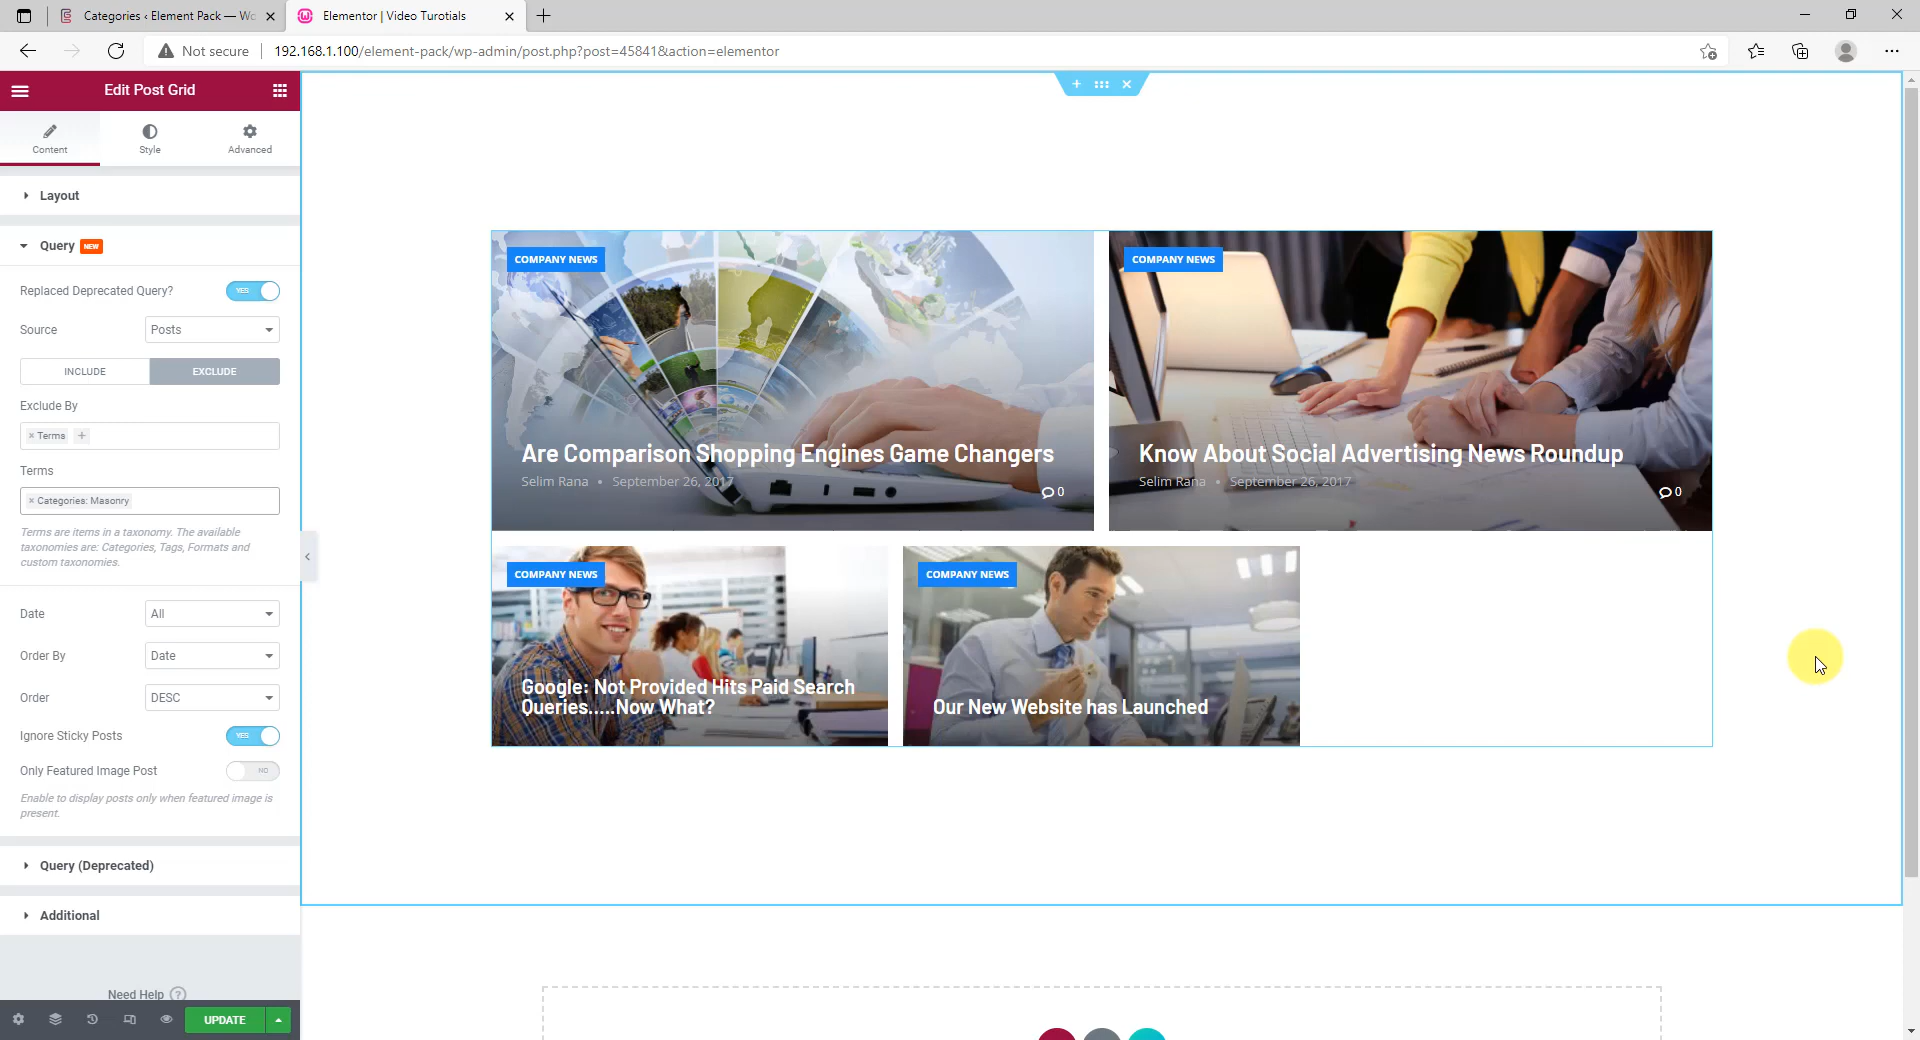 Categories ‹ Element Pack — Wo
Elementor | Video Turotials
Not secure
192.168.1.100/element-pack/wp-admin/post.php?post=45841&action=elementor
Edit Post Grid
Content
Style
Advanced
Layout
Query NEW
Replaced Deprecated Query? YES
Source Posts
INCLUDE EXCLUDE
Exclude By
× Terms +
Terms
× Categories: Masonry
Terms are items in a taxonomy. The available
taxonomies are: Categories, Tags, Formats and
custom taxonomies.
Date All
Order By Date
Order DESC
Ignore Sticky Posts YES
Only Featured Image Post NO
Enable to display posts only when featured image is
present.
Query (Deprecated)
Additional
Need Help ?
UPDATE
COMPANY NEWS
Are Comparison Shopping Engines Game Changers
Selim Rana • September 26, 2017
0
COMPANY NEWS
Know About Social Advertising News Roundup
Selim Rana • September 26, 2017
0
COMPANY NEWS
Google: Not Provided Hits Paid Search
Queries.....Now What?
COMPANY NEWS
Our New Website has Launched